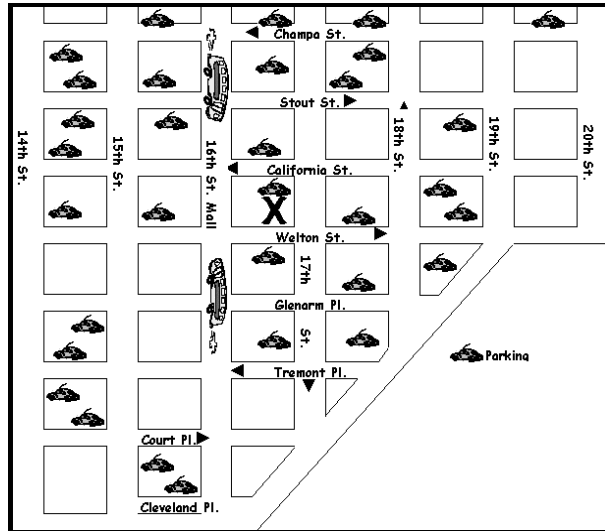 Champa St.
Stout St.
14th St.
15th St.
16th St. Mall
18th St.
19th St.
20th St.
California St.
X
Welton St.
17th St.
Glenarm Pl.
Parking
Tremont Pl.
Court Pl.
Cleveland Pl.